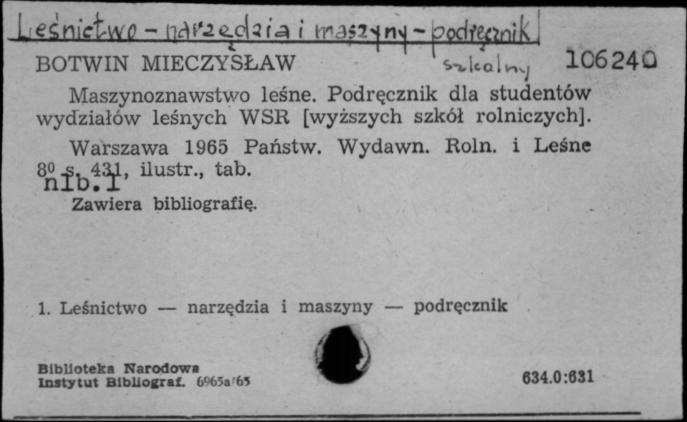 Leśnictwo - narzędzia i maszyny - podręcznik
szkolny
106240
BOTWIN MIECZYSŁAW
Maszynoznawstwo leśne. Podręcznik dla studentów
wydziałów leśnych WSR [wyższych szkół rolniczych].
Warszawa 1965 Państw. Wydawn. Roln. i Leśne
8⁰ s. 431, ilustr., tab.
nlb.1
Zawiera bibliografię.
1. Leśnictwo — narzędzia i maszyny — podręcznik
Biblioteka Narodowa
Instytut Bibliograf. 6965a/65
634.0:631